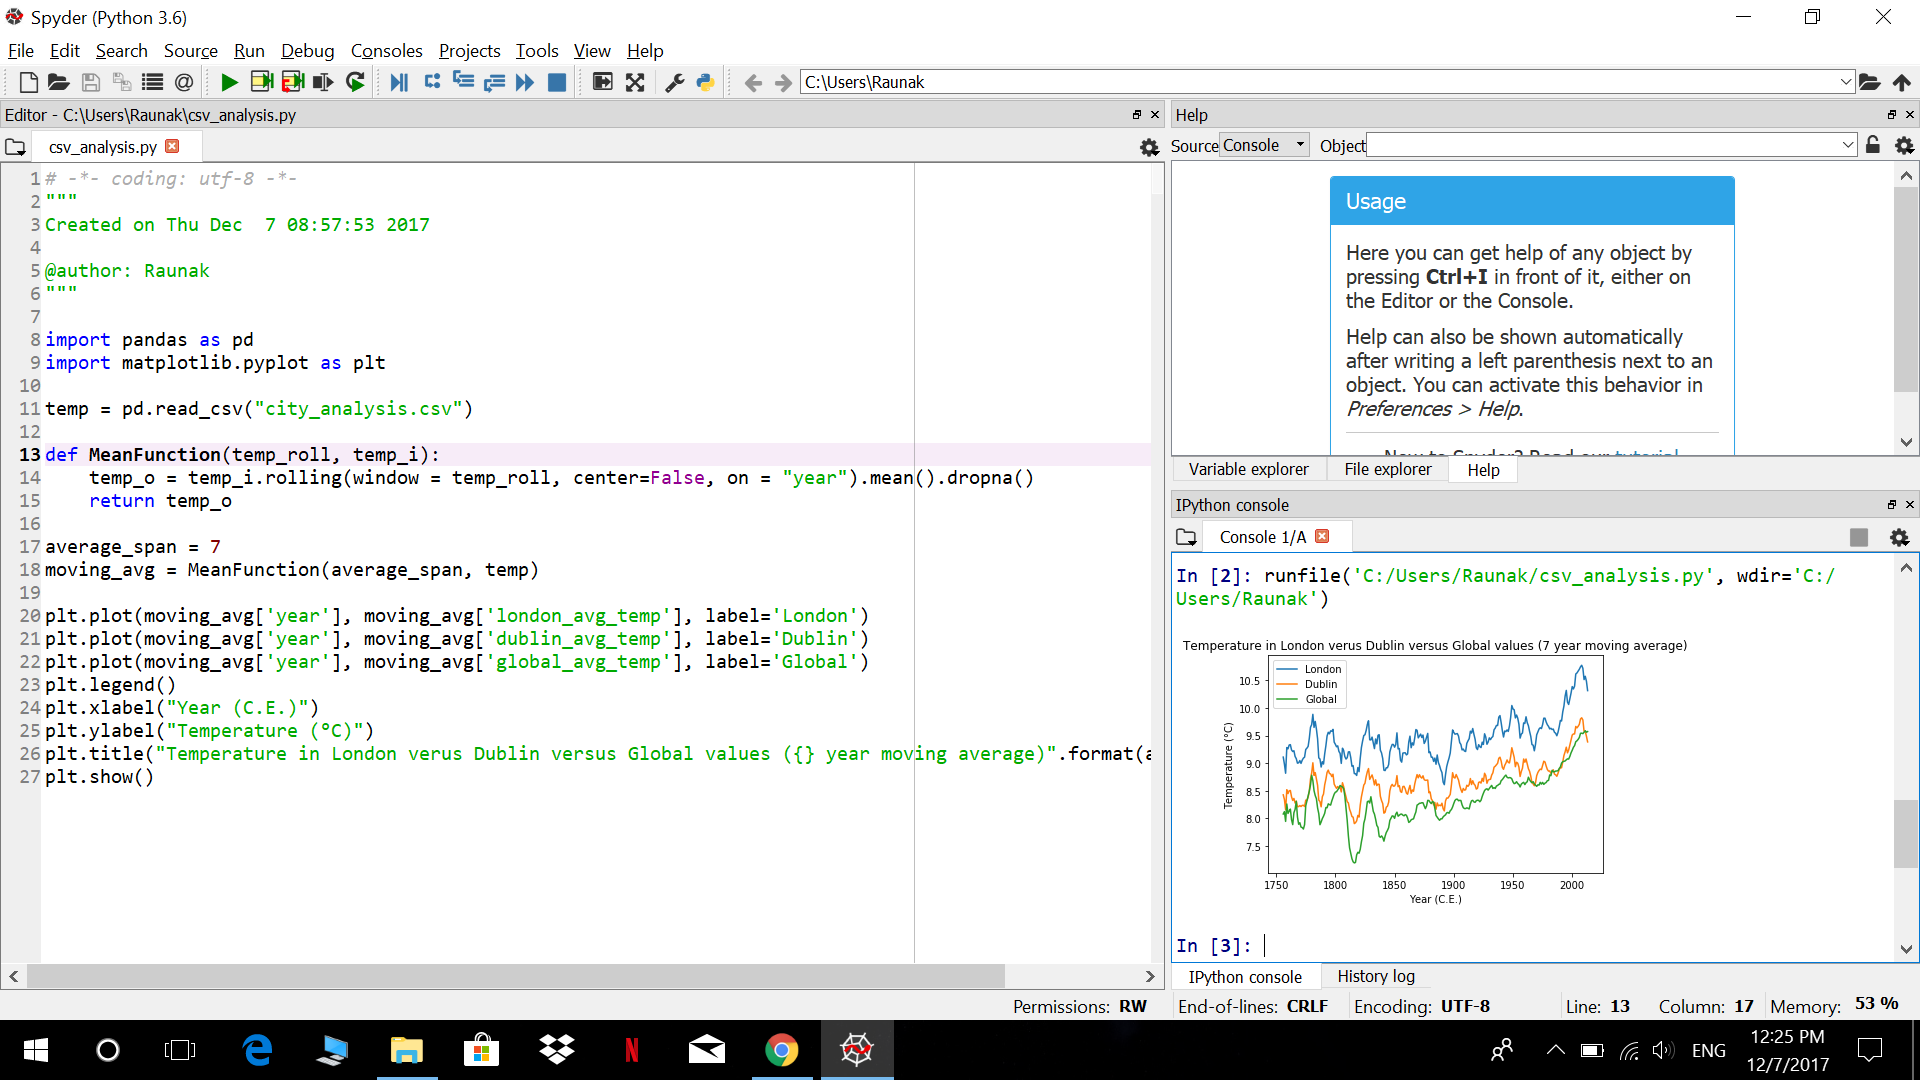 Spyder (Python 3.6)
File Edit Search Source Run Debug Consoles Projects Tools View Help
C:\Users\Raunak
Editor - C:\Users\Raunak\csv_analysis.py
csv_analysis.py
1 # -*- coding: utf-8 -*-
2 """
3 Created on Thu Dec  7 08:57:53 2017
4
5 @author: Raunak
6 """
7
8 import pandas as pd
9 import matplotlib.pyplot as plt
10
11 temp = pd.read_csv("city_analysis.csv")
12
13 def MeanFunction(temp_roll, temp_i):
14     temp_o = temp_i.rolling(window = temp_roll, center=False, on = "year").mean().dropna()
15     return temp_o
16
17 average_span = 7
18 moving_avg = MeanFunction(average_span, temp)
19
20 plt.plot(moving_avg['year'], moving_avg['london_avg_temp'], label='London')
21 plt.plot(moving_avg['year'], moving_avg['dublin_avg_temp'], label='Dublin')
22 plt.plot(moving_avg['year'], moving_avg['global_avg_temp'], label='Global')
23 plt.legend()
24 plt.xlabel("Year (C.E.)")
25 plt.ylabel("Temperature (°C)")
26 plt.title("Temperature in London verus Dublin versus Global values ({} year moving average)".format(a
27 plt.show()
Help
Source Console Object
Usage
Here you can get help of any object by
pressing Ctrl+I in front of it, either on
the Editor or the Console.
Help can also be shown automatically
after writing a left parenthesis next to an
object. You can activate this behavior in
Preferences > Help.
New to Spyder? Read our tutorial
Variable explorer File explorer Help
IPython console
Console 1/A
In [2]: runfile('C:/Users/Raunak/csv_analysis.py', wdir='C:/
Users/Raunak')
Temperature in London verus Dublin versus Global values (7 year moving average)
London
Dublin
Global
10.5
10.0
9.5
9.0
8.5
8.0
7.5
Temperature (°C)
1750 1800 1850 1900 1950 2000
Year (C.E.)
In [3]:
IPython console History log
Permissions: RW End-of-lines: CRLF Encoding: UTF-8 Line: 13 Column: 17 Memory: 53 %
ENG
12:25 PM
12/7/2017